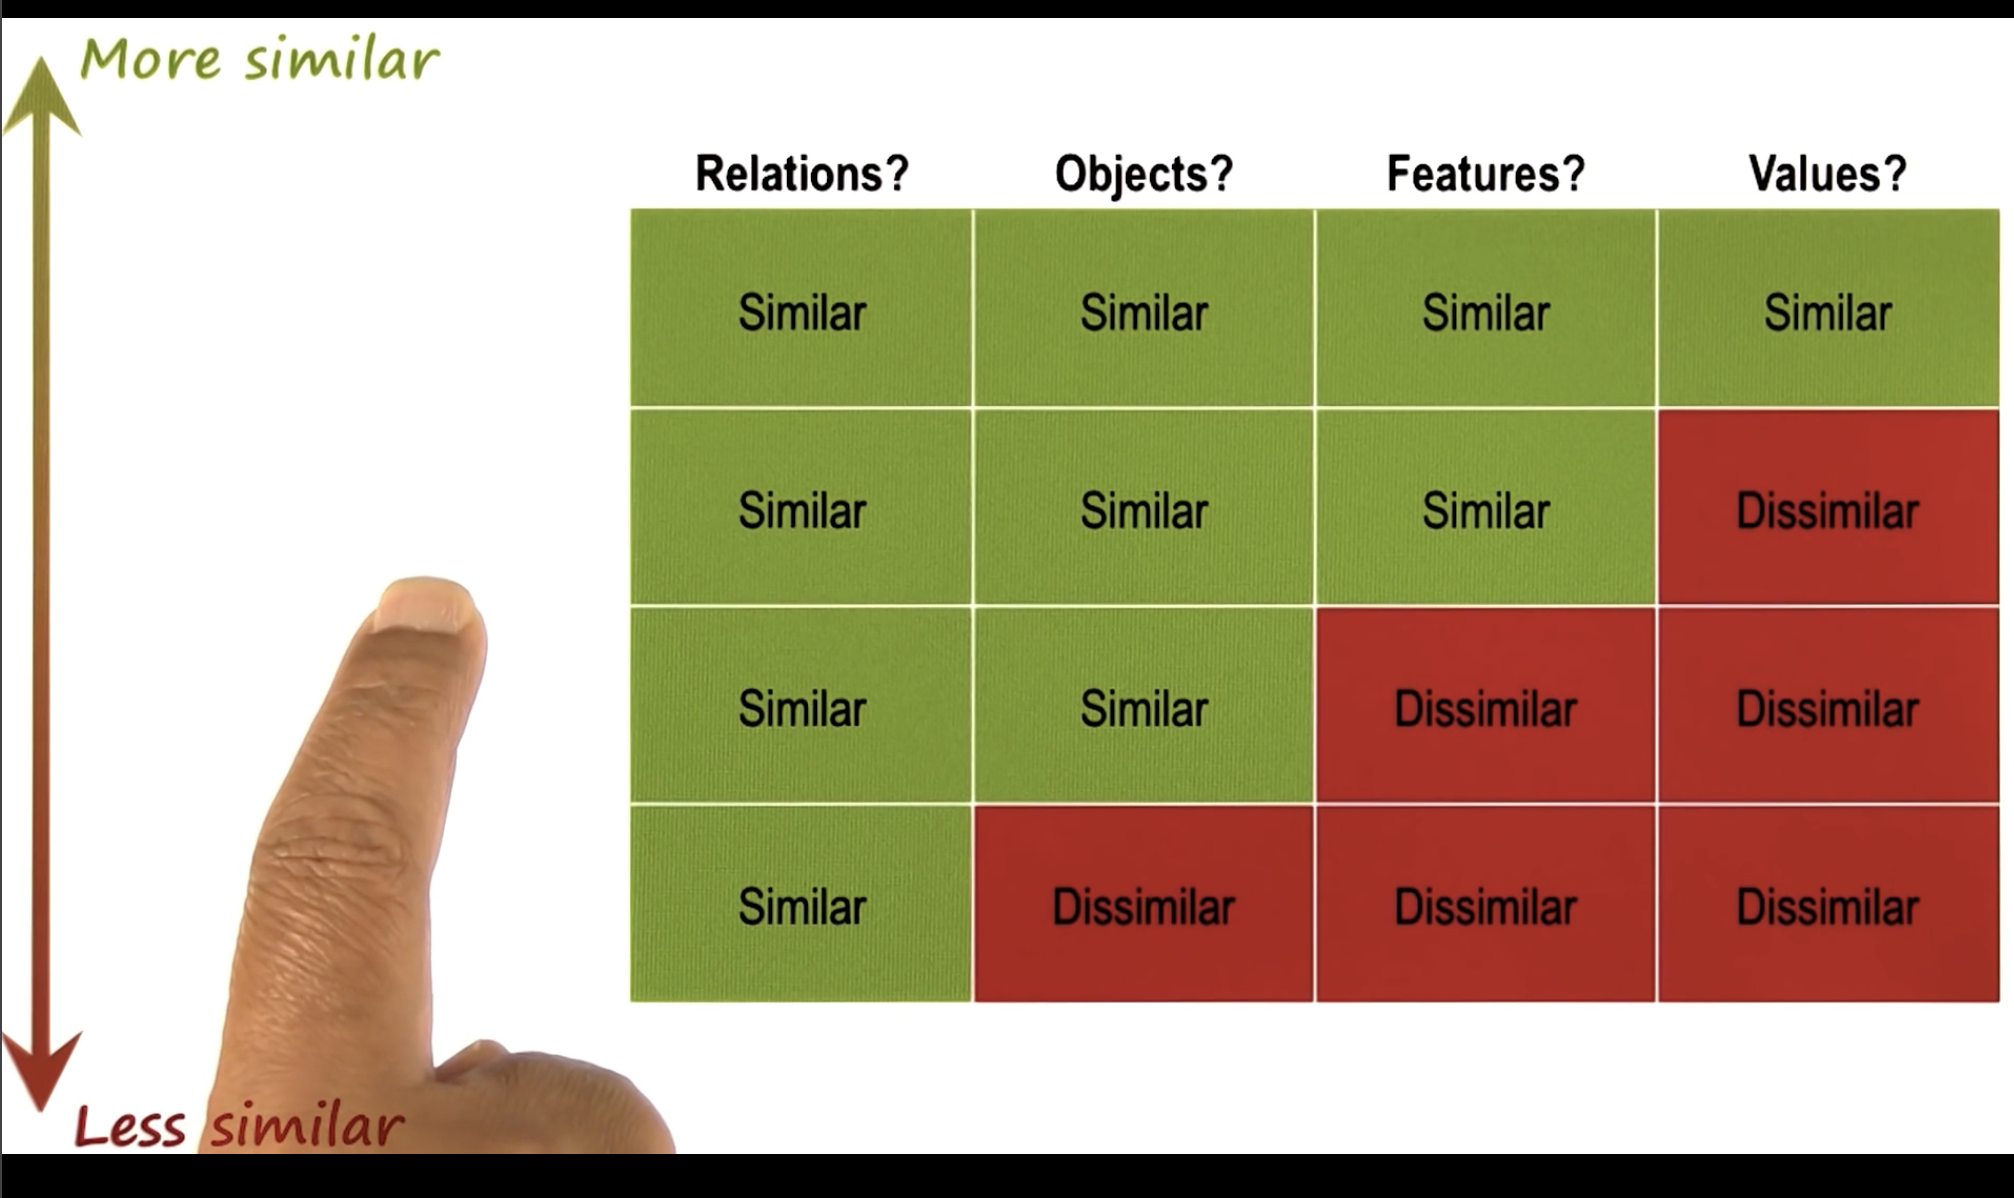 More similar
Relations? Objects? Features? Values?
Similar Similar Similar Similar
Similar Similar Similar Dissimilar
Similar Similar Dissimilar Dissimilar
Similar Dissimilar Dissimilar Dissimilar
Less similar